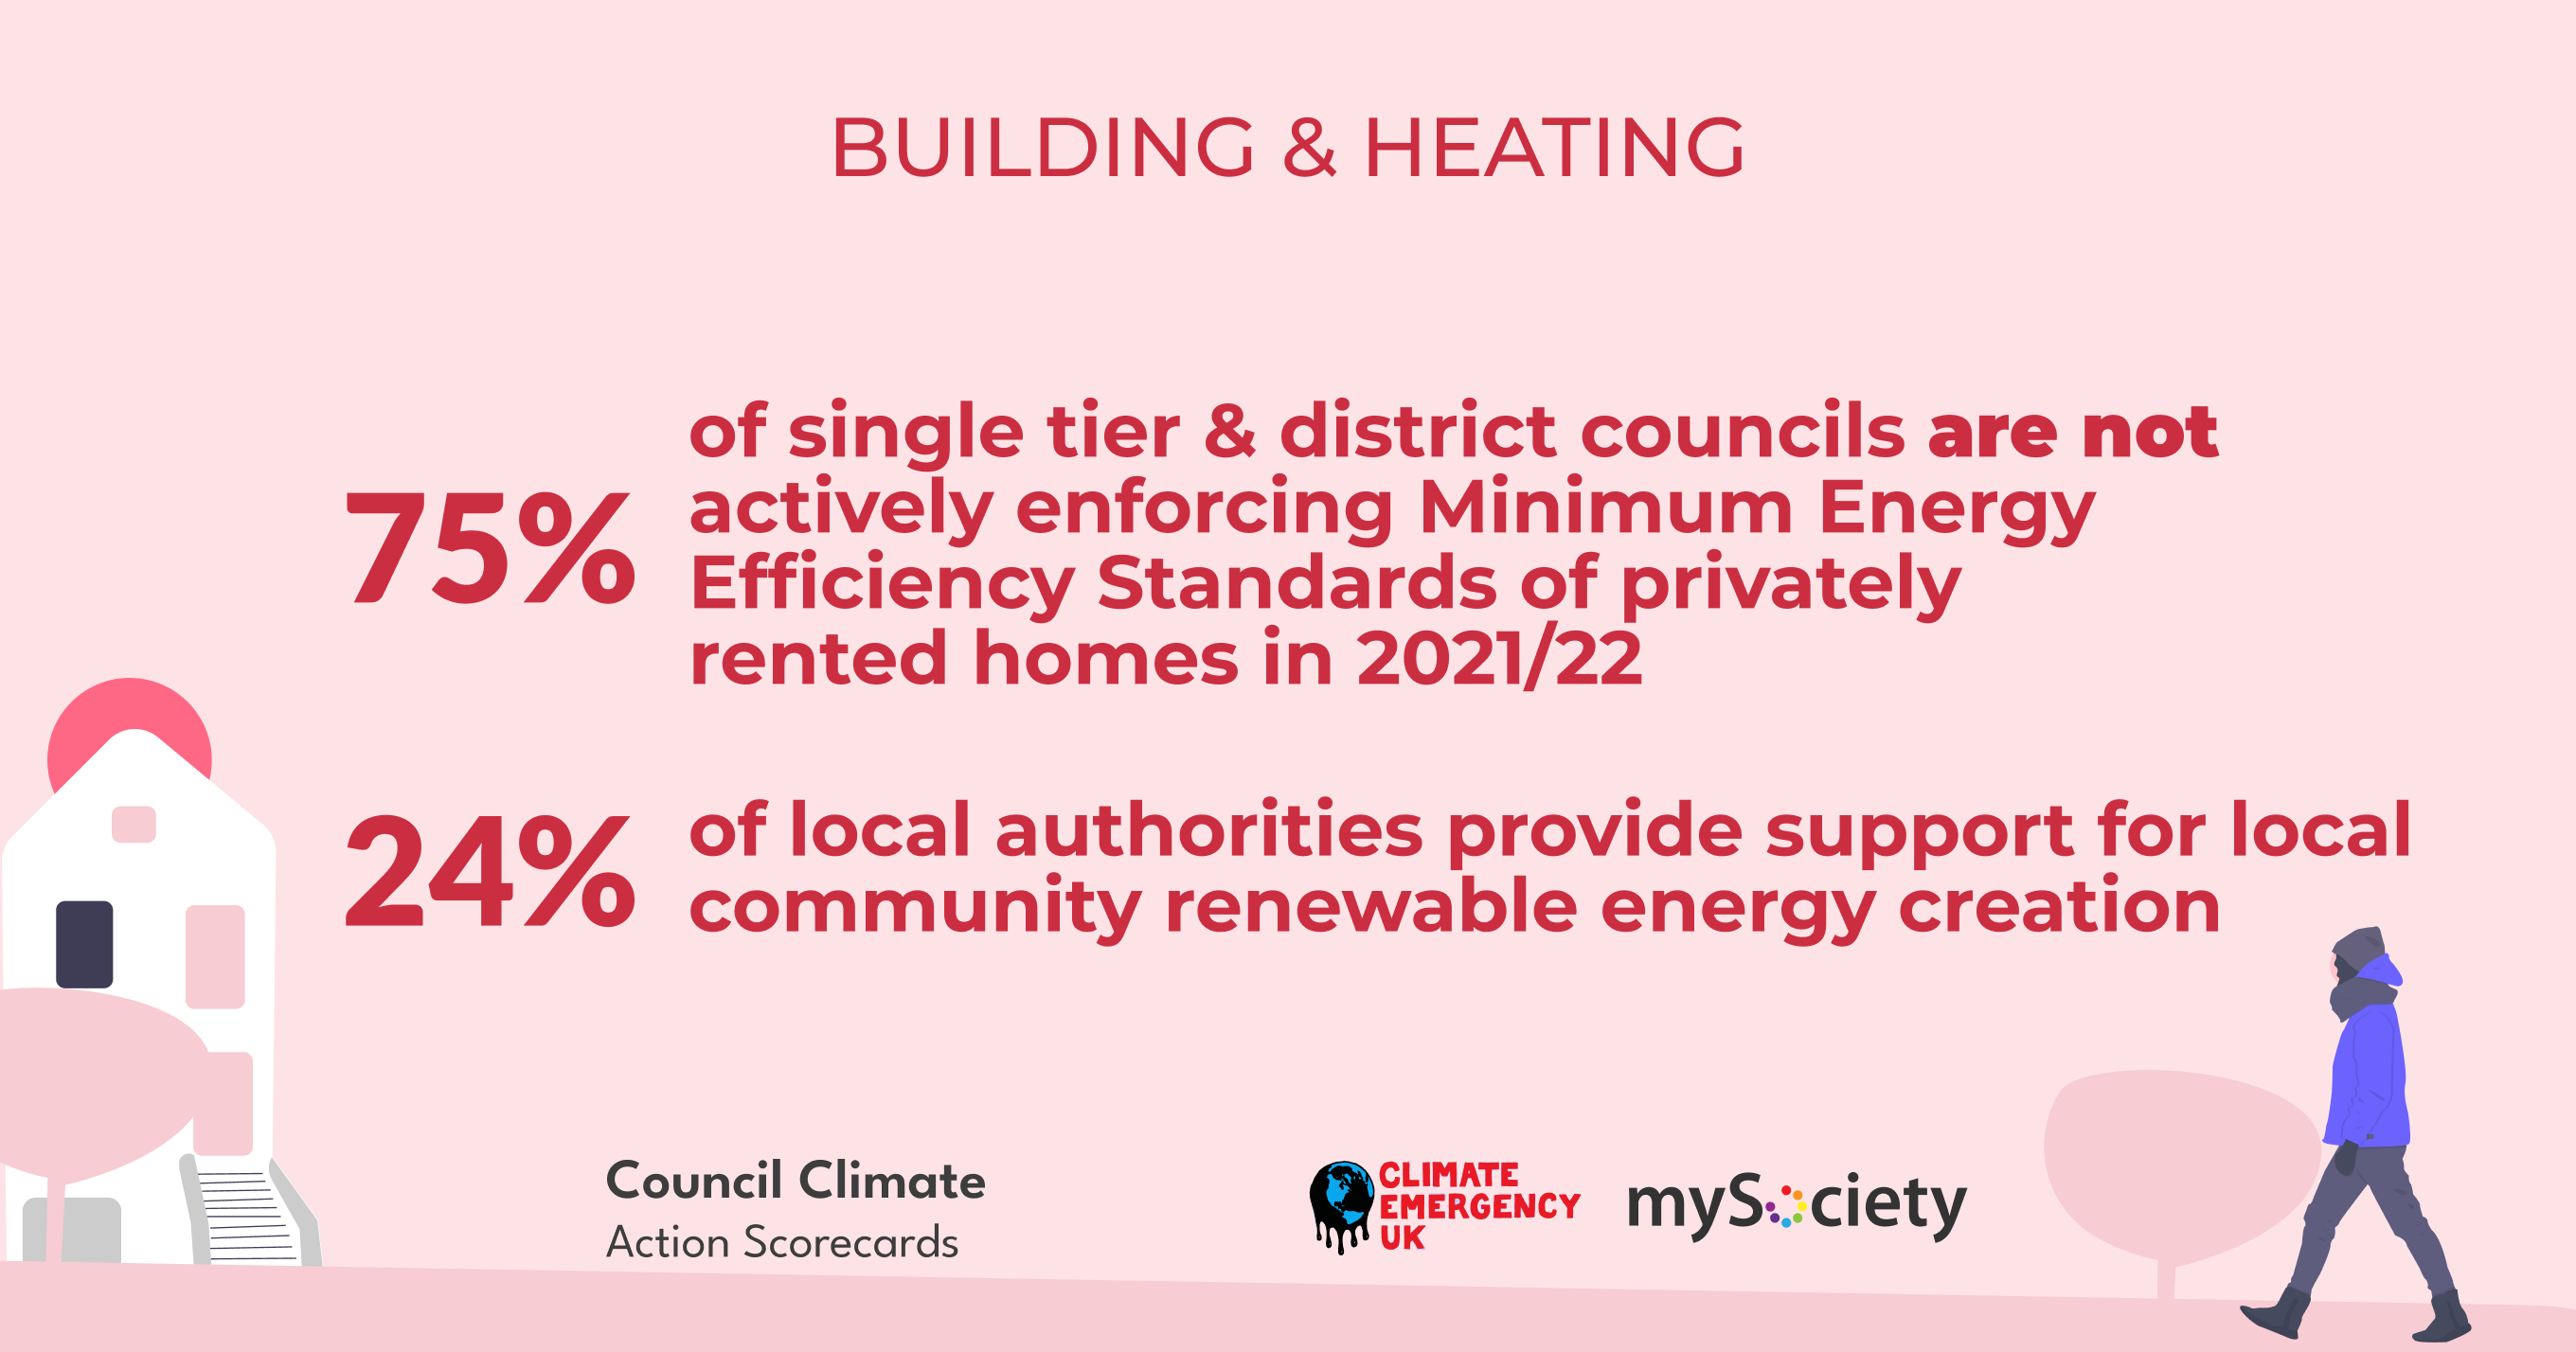 BUILDING & HEATING
75%
of single tier & district councils are not
actively enforcing Minimum Energy
Efficiency Standards of privately
rented homes in 2021/22
24%
of local authorities provide support for local
community renewable energy creation
Council Climate
Action Scorecards
CLIMATE
EMERGENCY
UK
mySociety